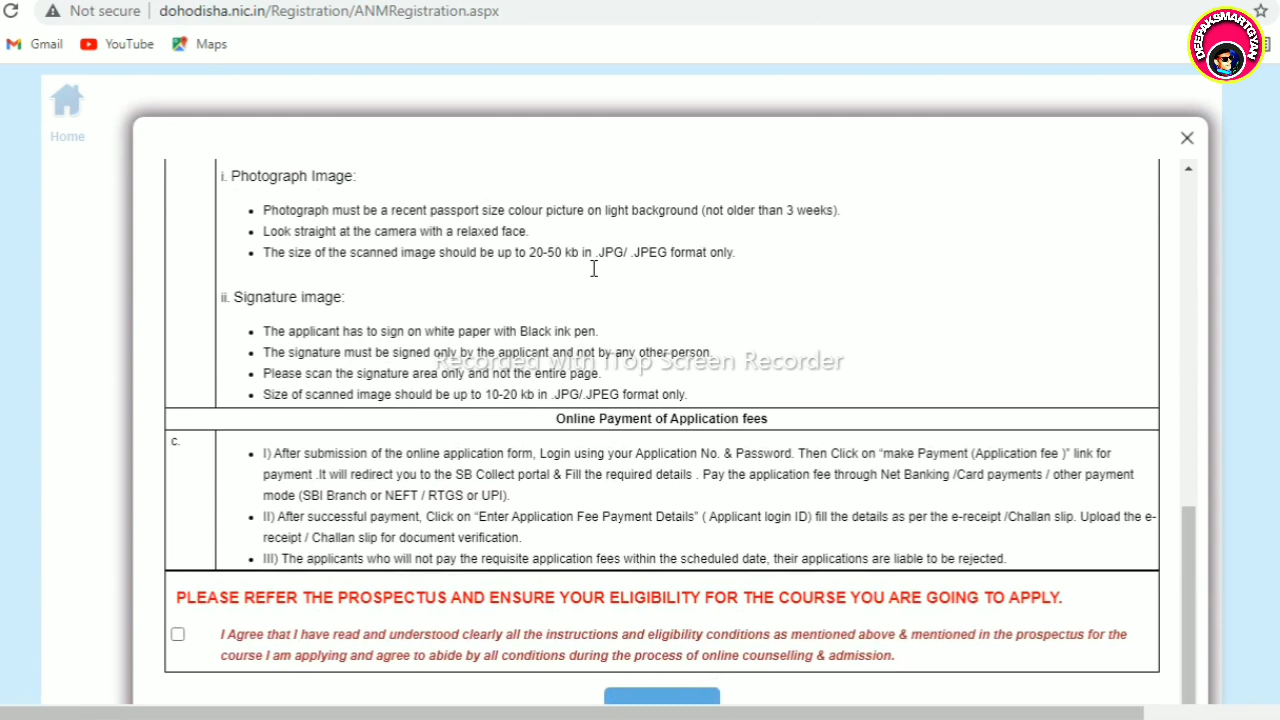 Not secure | dohodisha.nic.in/Registration/ANMRegistration.aspx
Gmail YouTube Maps
DEEPAKSMARTGYAN
Home
i. Photograph Image:
• Photograph must be a recent passport size colour picture on light background (not older than 3 weeks).
• Look straight at the camera with a relaxed face.
• The size of the scanned image should be up to 20-50 kb in .JPG/ .JPEG format only.
ii. Signature image:
• The applicant has to sign on white paper with Black ink pen.
• The signature must be signed only by the applicant and not by any other person.
Recorded with iTop Screen Recorder
• Please scan the signature area only and not the entire page.
• Size of scanned image should be up to 10-20 kb in .JPG/.JPEG format only.
Online Payment of Application fees
c.
• I) After submission of the online application form, Login using your Application No. & Password. Then Click on “make Payment (Application fee )” link for
payment .It will redirect you to the SB Collect portal & Fill the required details . Pay the application fee through Net Banking /Card payments / other payment
mode (SBI Branch or NEFT / RTGS or UPI).
• II) After successful payment, Click on “Enter Application Fee Payment Details” ( Applicant login ID) fill the details as per the e-receipt /Challan slip. Upload the e-
receipt / Challan slip for document verification.
• III) The applicants who will not pay the requisite application fees within the scheduled date, their applications are liable to be rejected.
PLEASE REFER THE PROSPECTUS AND ENSURE YOUR ELIGIBILITY FOR THE COURSE YOU ARE GOING TO APPLY.
I Agree that I have read and understood clearly all the instructions and eligibility conditions as mentioned above & mentioned in the prospectus for the
course I am applying and agree to abide by all conditions during the process of online counselling & admission.